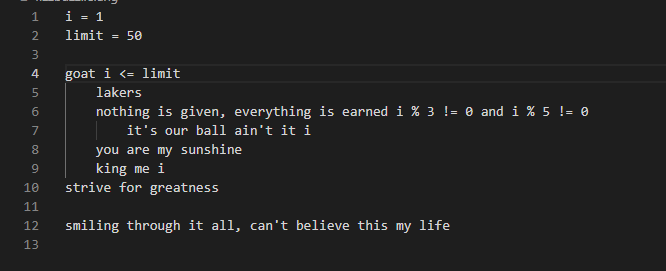 1 i = 1
2 limit = 50
3
4 goat i <= limit
5 lakers
6 nothing is given, everything is earned i % 3 != 0 and i % 5 != 0
7 it's our ball ain't it i
8 you are my sunshine
9 king me i
10 strive for greatness
11
12 smiling through it all, can't believe this my life
13